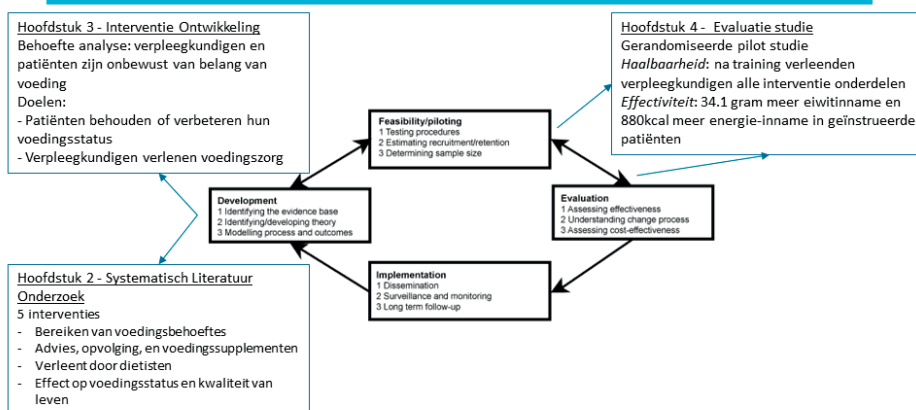 Hoofdstuk 3 - Interventie Ontwikkeling
Behoefte analyse: verpleegkundigen en
patiënten zijn onbewust van belang van
voeding
Doelen:
- Patiënten behouden of verbeteren hun
voedingsstatus
- Verpleegkundigen verlenen voedingszorg
Hoofdstuk 4 - Evaluatie studie
Gerandomiseerde pilot studie
Haalbaarheid: na training verleenden
verpleegkundigen alle interventie onderdelen
Effectiviteit: 34.1 gram meer eiwitinname en
880kcal meer energie-inname in geïnstrueerde
patiënten
Feasibility/piloting
1 Testing procedures
2 Estimating recruitment/retention
3 Determining sample size
Development
1 Identifying the evidence base
2 Identifying/developing theory
3 Modelling process and outcomes
Evaluation
1 Assessing effectiveness
2 Understanding change process
3 Assessing cost-effectiveness
Implementation
1 Dissemination
2 Surveillance and monitoring
3 Long term follow-up
Hoofdstuk 2 - Systematisch Literatuur
Onderzoek
5 interventies
- Bereiken van voedingsbehoeftes
- Advies, opvolging, en voedingssupplementen
- Verleent door dietisten
- Effect op voedingsstatus en kwaliteit van
leven